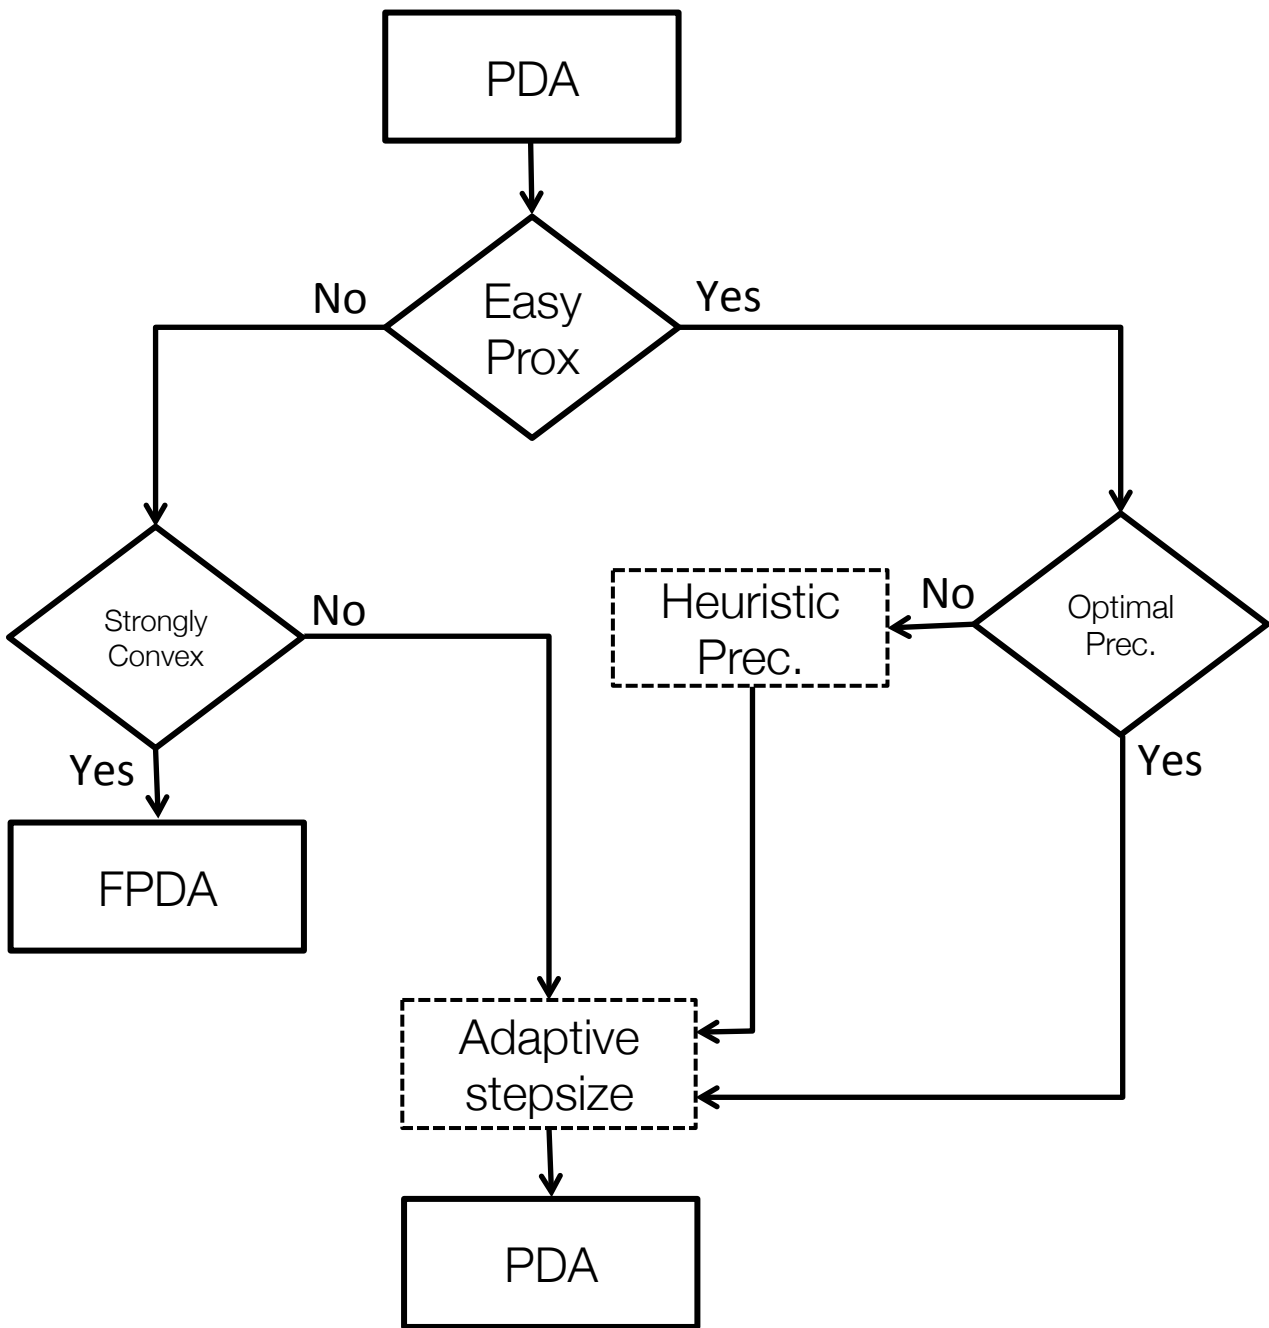 PDA
No
Easy
Prox
Yes
Strongly
Convex
No
Heuristic
Prec.
No
Optimal
Prec.
Yes
Yes
FPDA
Adaptive
stepsize
PDA